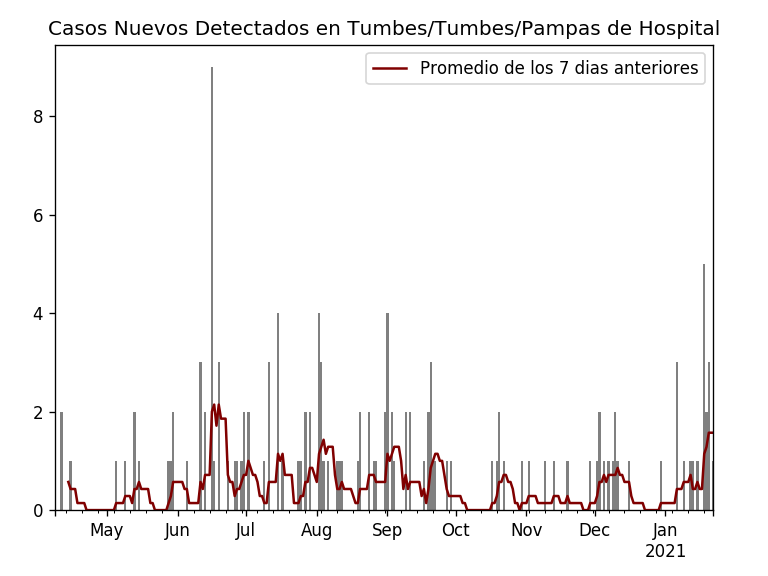 Casos Nuevos Detectados en Tumbes/Tumbes/Pampas de Hospital
Promedio de los 7 dias anteriores
8
6
4
2
0
May Jun Jul Aug Sep Oct Nov Dec Jan
2021